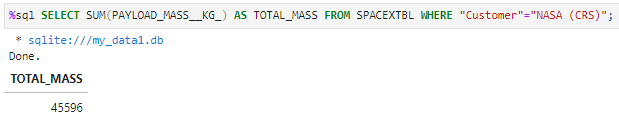 %sql SELECT SUM(PAYLOAD_MASS__KG_) AS TOTAL_MASS FROM SPACEXTBL WHERE "Customer"="NASA (CRS)";
* sqlite:///my_data1.db
Done.
TOTAL_MASS
45596